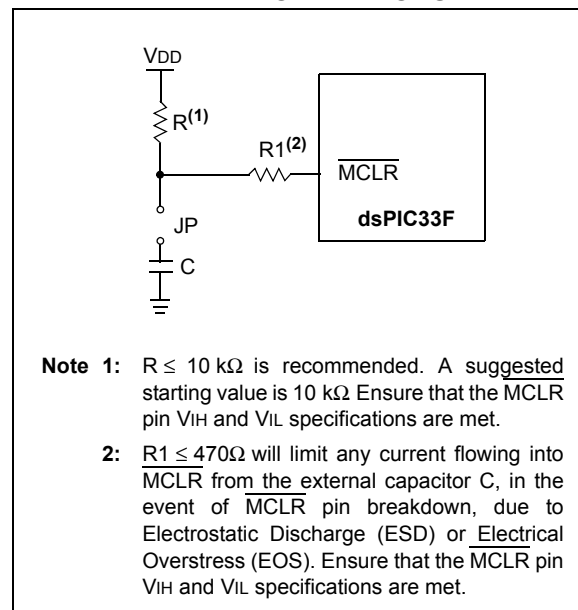 VDD
R(1)
R1(2)
MCLR
dsPIC33F
JP
C
Note 1: R ≤ 10 kΩ is recommended. A suggested
starting value is 10 kΩ Ensure that the MCLR
pin VIH and VIL specifications are met.
2: R1 ≤ 470Ω will limit any current flowing into
MCLR from the external capacitor C, in the
event of MCLR pin breakdown, due to
Electrostatic Discharge (ESD) or Electrical
Overstress (EOS). Ensure that the MCLR pin
VIH and VIL specifications are met.